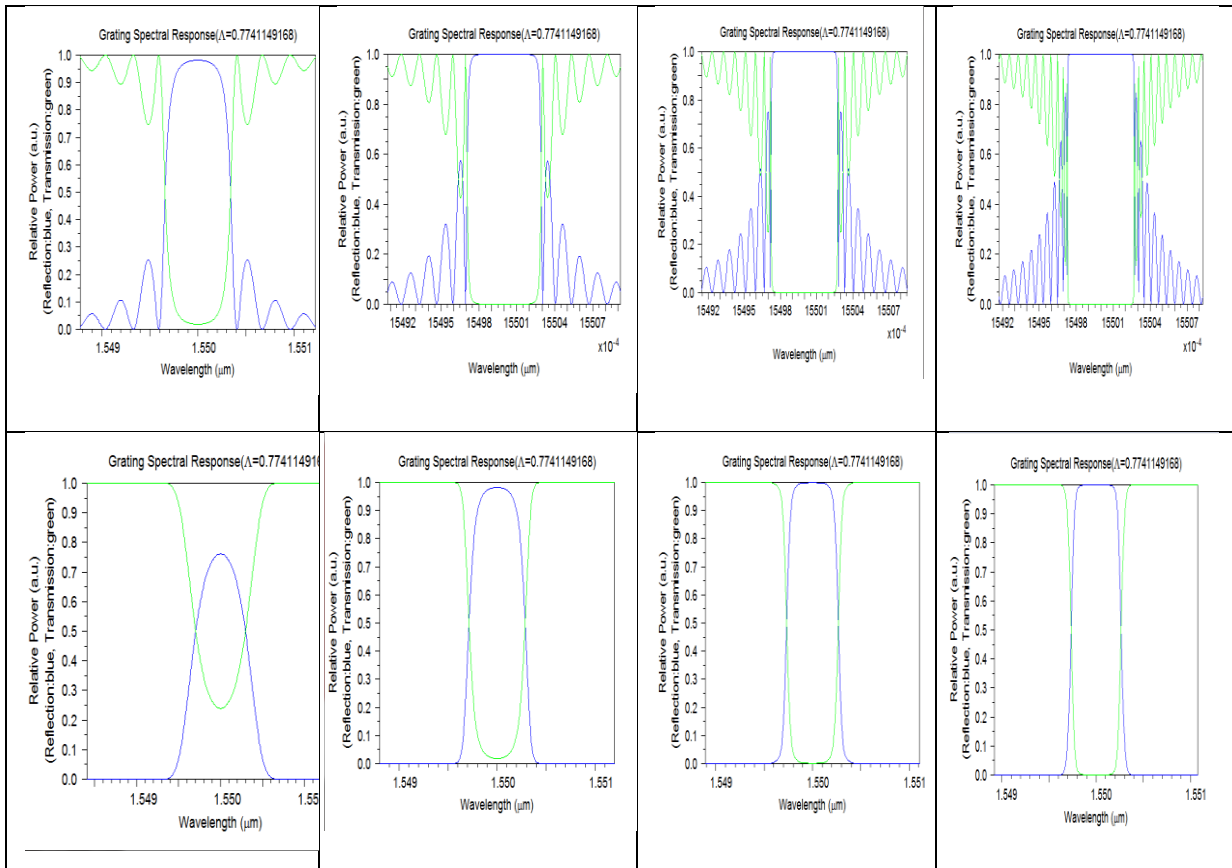 Grating Spectral Response(Λ=0.7741149168)
Relative Power (a.u.)
(Reflection:blue, Transmission:green)
1.0
0.9
0.8
0.7
0.6
0.5
0.4
0.3
0.2
0.1
0.0
1.549 1.550 1.551
Wavelength (μm)
Grating Spectral Response(Λ=0.7741149168)
Relative Power (a.u.)
(Reflection:blue, Transmission:green)
1.0
0.8
0.6
0.4
0.2
0.0
15492 15495 15498 15501 15504 15507
x10⁻⁴
Wavelength (μm)
Grating Spectral Response(Λ=0.7741149168)
Relative Power (a.u.)
(Reflection:blue, Transmission:green)
1.0
0.8
0.6
0.4
0.2
0.0
15492 15495 15498 15501 15504 15507
x10⁻⁴
Wavelength (μm)
Grating Spectral Response(Λ=0.7741149168)
Relative Power (a.u.)
(Reflection:blue, Transmission:green)
1.0
0.8
0.6
0.4
0.2
0.0
15492 15495 15498 15501 15504 15507
x10⁻⁴
Wavelength (μm)
Grating Spectral Response(Λ=0.77411491
Relative Power (a.u.)
(Reflection:blue, Transmission:green)
1.0
0.9
0.8
0.7
0.6
0.5
0.4
0.3
0.2
0.1
0.0
1.549 1.550 1.55
Wavelength (μm)
Grating Spectral Response(Λ=0.7741149168)
Relative Power (a.u.)
(Reflection:blue, Transmission:green)
1.0
0.9
0.8
0.7
0.6
0.5
0.4
0.3
0.2
0.1
0.0
1.549 1.550 1.551
Wavelength (μm)
Grating Spectral Response(Λ=0.7741149168)
Relative Power (a.u.)
(Reflection:blue, Transmission:green)
1.0
0.9
0.8
0.7
0.6
0.5
0.4
0.3
0.2
0.1
0.0
1.549 1.550 1.551
Wavelength (μm)
Grating Spectral Response(Λ=0.7741149168)
Relative Power (a.u.)
(Reflection:blue, Transmission:green)
1.0
0.9
0.8
0.7
0.6
0.5
0.4
0.3
0.2
0.1
0.0
1.549 1.550 1.551
Wavelength (μm)